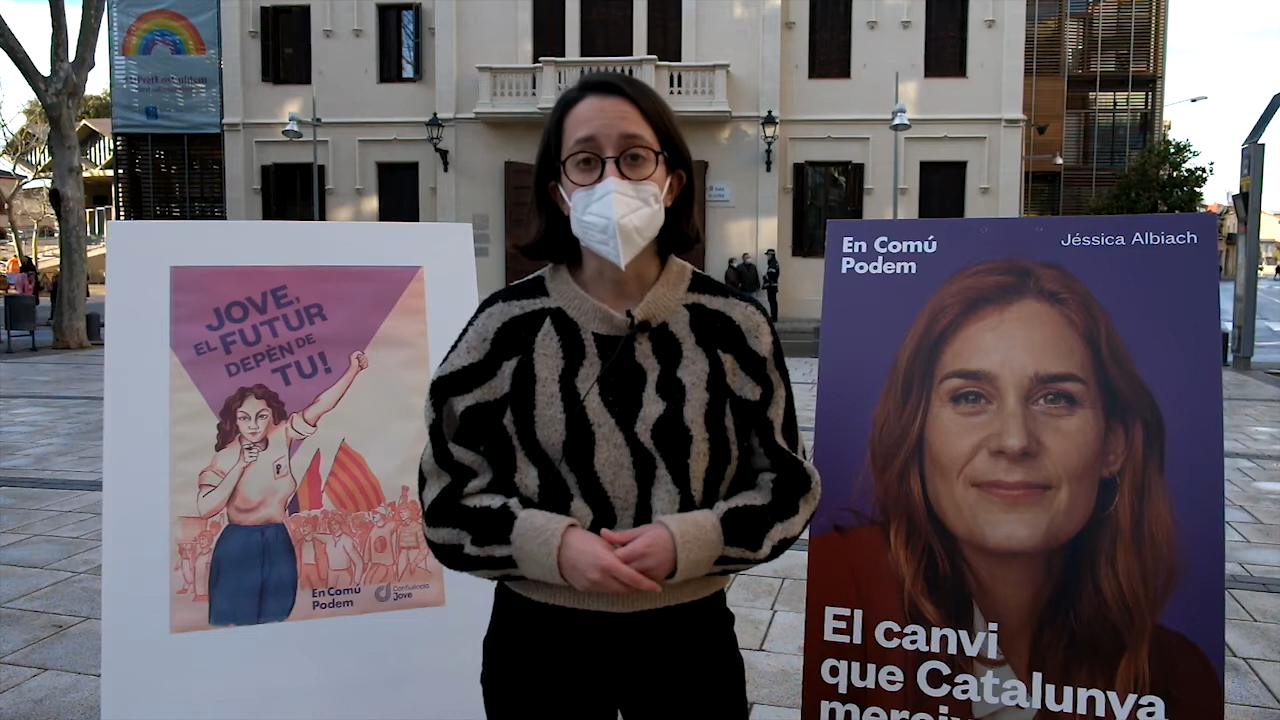 JOVE,
EL FUTUR
DEPÈN DE
TU!
En Comú
Podem
Confluència
Jove
En Comú
Podem
Jéssica Albiach
El canvi
que Catalunya